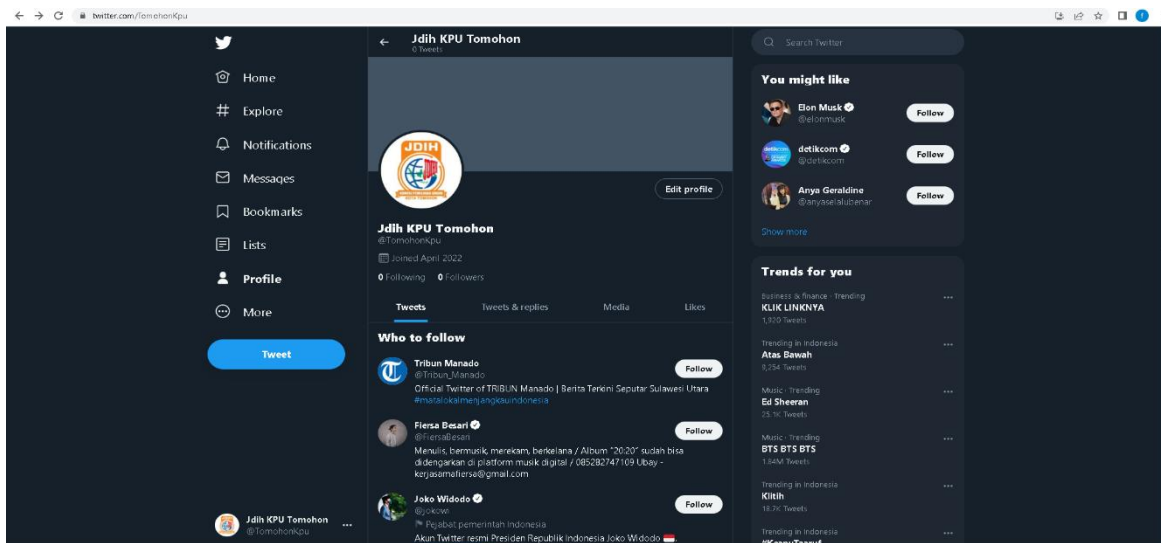 twitter.com/TomohonKpu
Home
Explore
Notifications
Messages
Bookmarks
Lists
Profile
More
Tweet
Jdih KPU Tomohon
@TomohonKpu
Jdih KPU Tomohon
0 Tweets
JDIH
Edit profile
Jdih KPU Tomohon
@TomohonKpu
Joined April 2022
0 Following 0 Followers
Tweets Tweets & replies Media Likes
Who to follow
Tribun Manado
@Tribun_Manado
Follow
Official Twitter of TRIBUN Manado | Berita Terkini Seputar Sulawesi Utara
#matalokalmenjangkauindonesia
Fiersa Besari
@FiersaBesari
Follow
Menulis, bermusik, merekam, berkelana / Album "20:20" sudah bisa
didengarkan di platform musik digital / 085282747109 Ubay -
kerjasamafiersa@gmail.com
Joko Widodo
@jokowi
Follow
Pejabat pemerintah Indonesia
Akun Twitter resmi Presiden Republik Indonesia Joko Widodo
Search Twitter
You might like
Elon Musk
@elonmusk
Follow
detikcom
@detikcom
Follow
Anya Geraldine
@anyaselalubenar
Follow
Show more
Trends for you
Business & finance · Trending
KLIK LINKNYA
1,920 Tweets
Trending in Indonesia
Atas Bawah
9,254 Tweets
Music · Trending
Ed Sheeran
25.1K Tweets
Music · Trending
BTS BTS BTS
1.84M Tweets
Trending in Indonesia
Klitih
18.7K Tweets
Trending in Indonesia